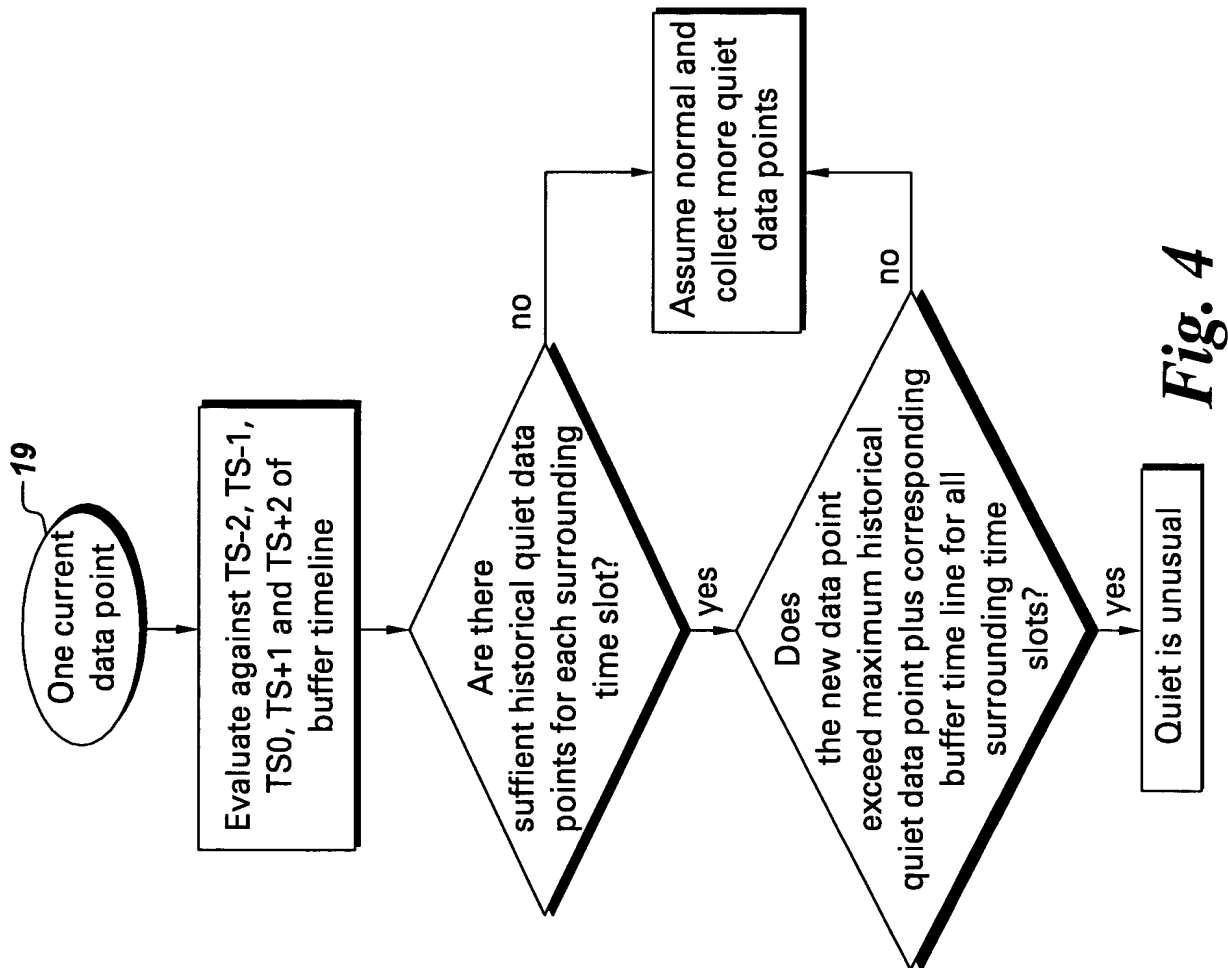 19
One current
data point
Evaluate against TS-2, TS-1,
TS0, TS+1 and TS+2 of
buffer timeline
Are there
suffient historical quiet data
points for each surrounding
time slot?
no
yes
Assume normal and
collect more quiet
data points
Does
the new data point
exceed maximum historical
quiet data point plus corresponding
buffer time line for all
surrounding time
slots?
no
yes
Quiet is unusual
Fig. 4